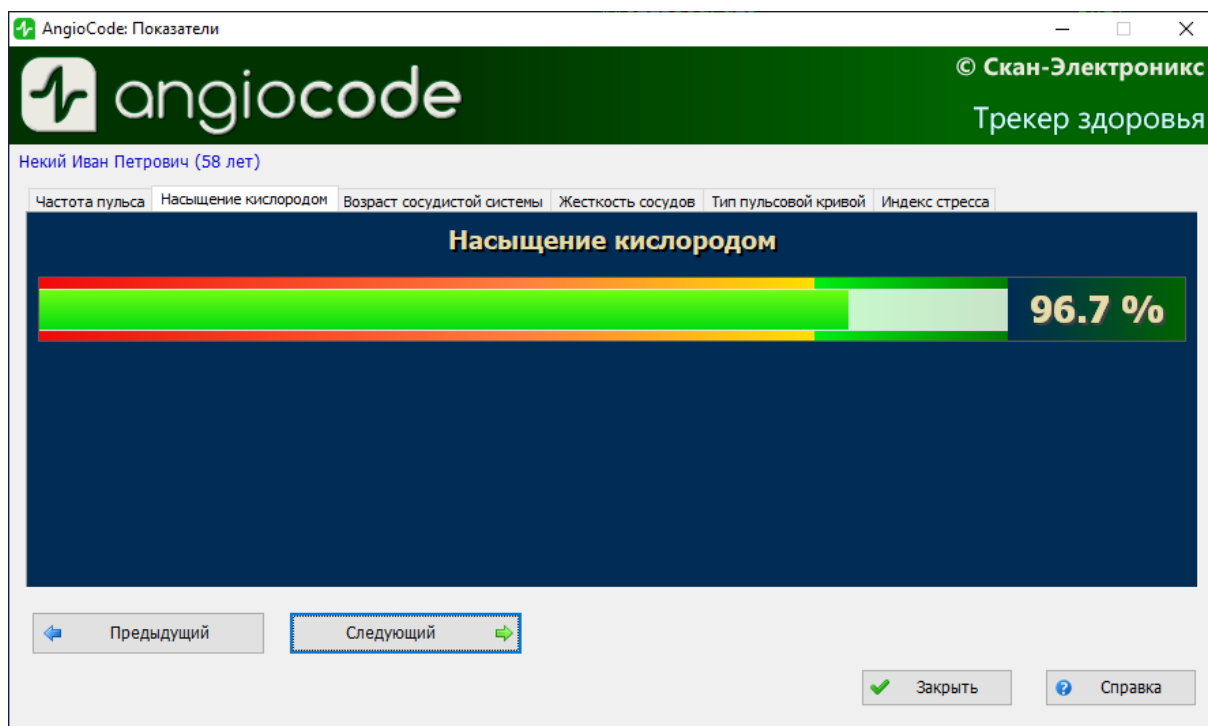 AngioCode: Показатели
angiocode
© Скан-Электроникс
Трекер здоровья
Некий Иван Петрович (58 лет)
Частота пульса Насыщение кислородом Возраст сосудистой системы Жесткость сосудов Тип пульсовой кривой Индекс стресса
Насыщение кислородом
96.7 %
Предыдущий Следующий
Закрыть Справка